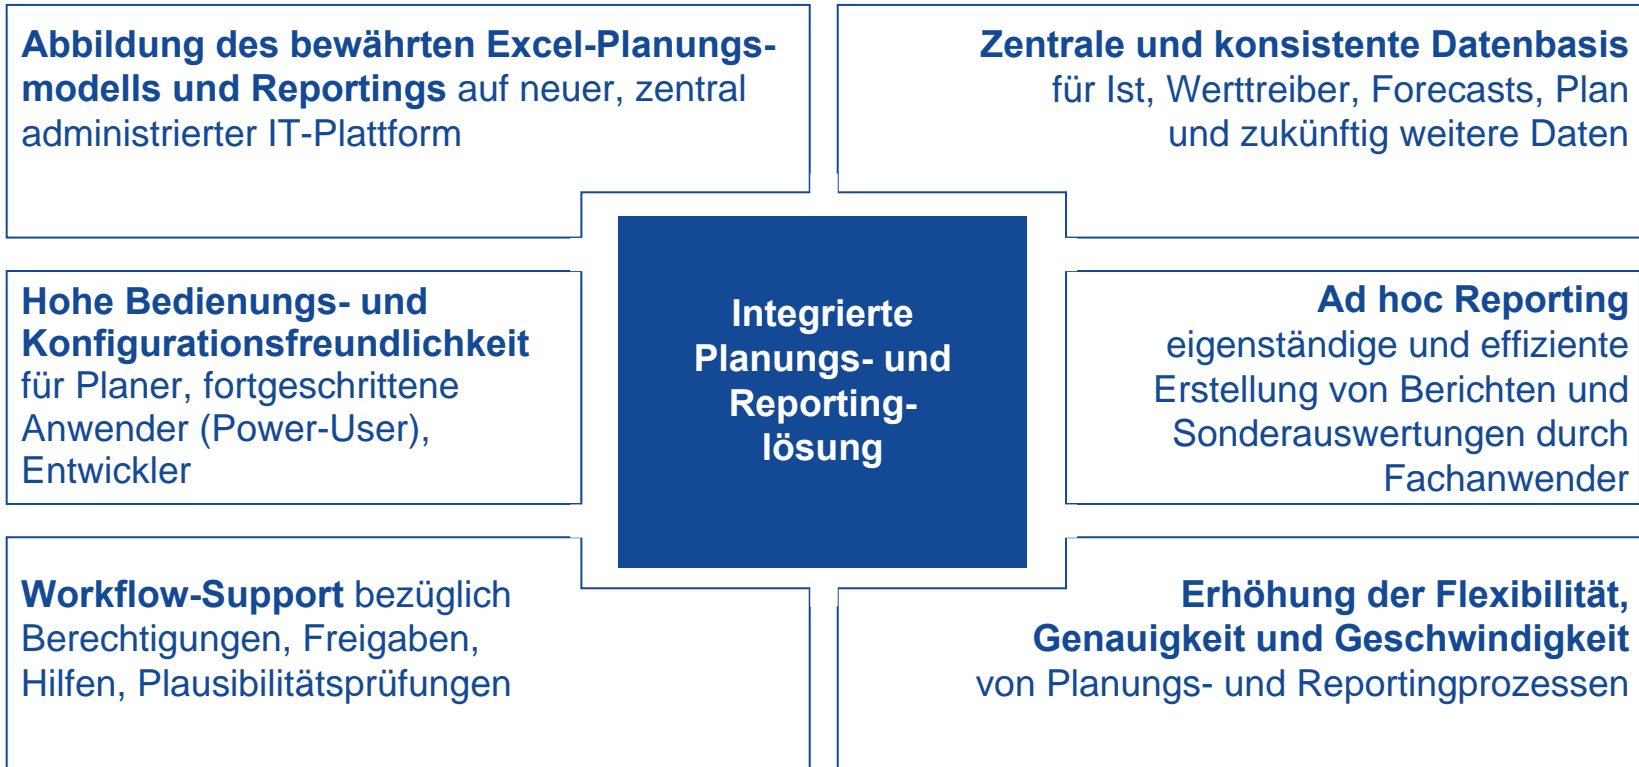 Abbildung des bewährten Excel-Planungs-
modells und Reportings auf neuer, zentral
administrierter IT-Plattform
Zentrale und konsistente Datenbasis
für Ist, Werttreiber, Forecasts, Plan
und zukünftig weitere Daten
Hohe Bedienungs- und
Konfigurationsfreundlichkeit
für Planer, fortgeschrittene
Anwender (Power-User),
Entwickler
Integrierte
Planungs- und
Reporting-
lösung
Ad hoc Reporting
eigenständige und effiziente
Erstellung von Berichten und
Sonderauswertungen durch
Fachanwender
Workflow-Support bezüglich
Berechtigungen, Freigaben,
Hilfen, Plausibilitätsprüfungen
Erhöhung der Flexibilität,
Genauigkeit und Geschwindigkeit
von Planungs- und Reportingprozessen